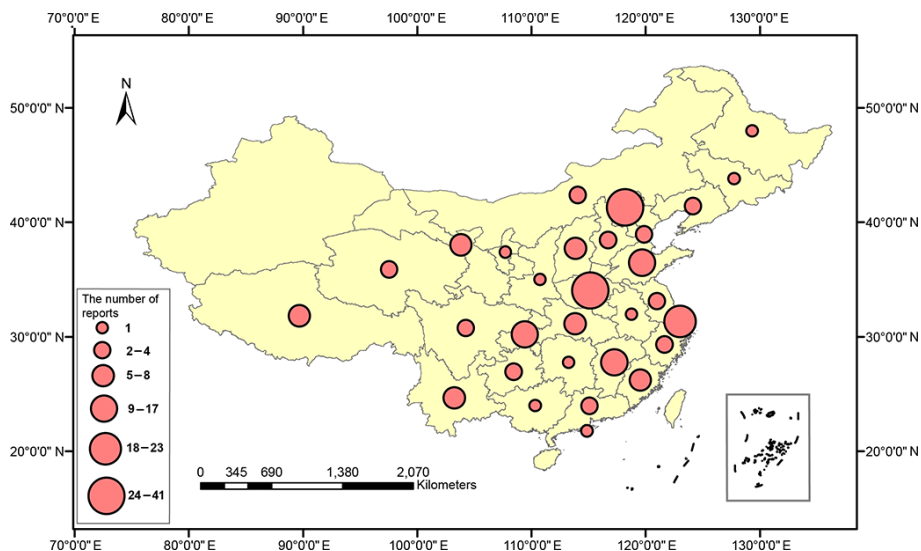 70°0'0"E 80°0'0"E 90°0'0"E 100°0'0"E 110°0'0"E 120°0'0"E 130°0'0"E
N
50°0'0" N 50°0'0" N
40°0'0" N 40°0'0" N
30°0'0" N 30°0'0" N
20°0'0" N 20°0'0" N
The number of
reports
1
2–4
5–8
9–17
18–23
24–41
0 345 690 1,380 2,070
Kilometers
70°0'0"E 80°0'0"E 90°0'0"E 100°0'0"E 110°0'0"E 120°0'0"E 130°0'0"E